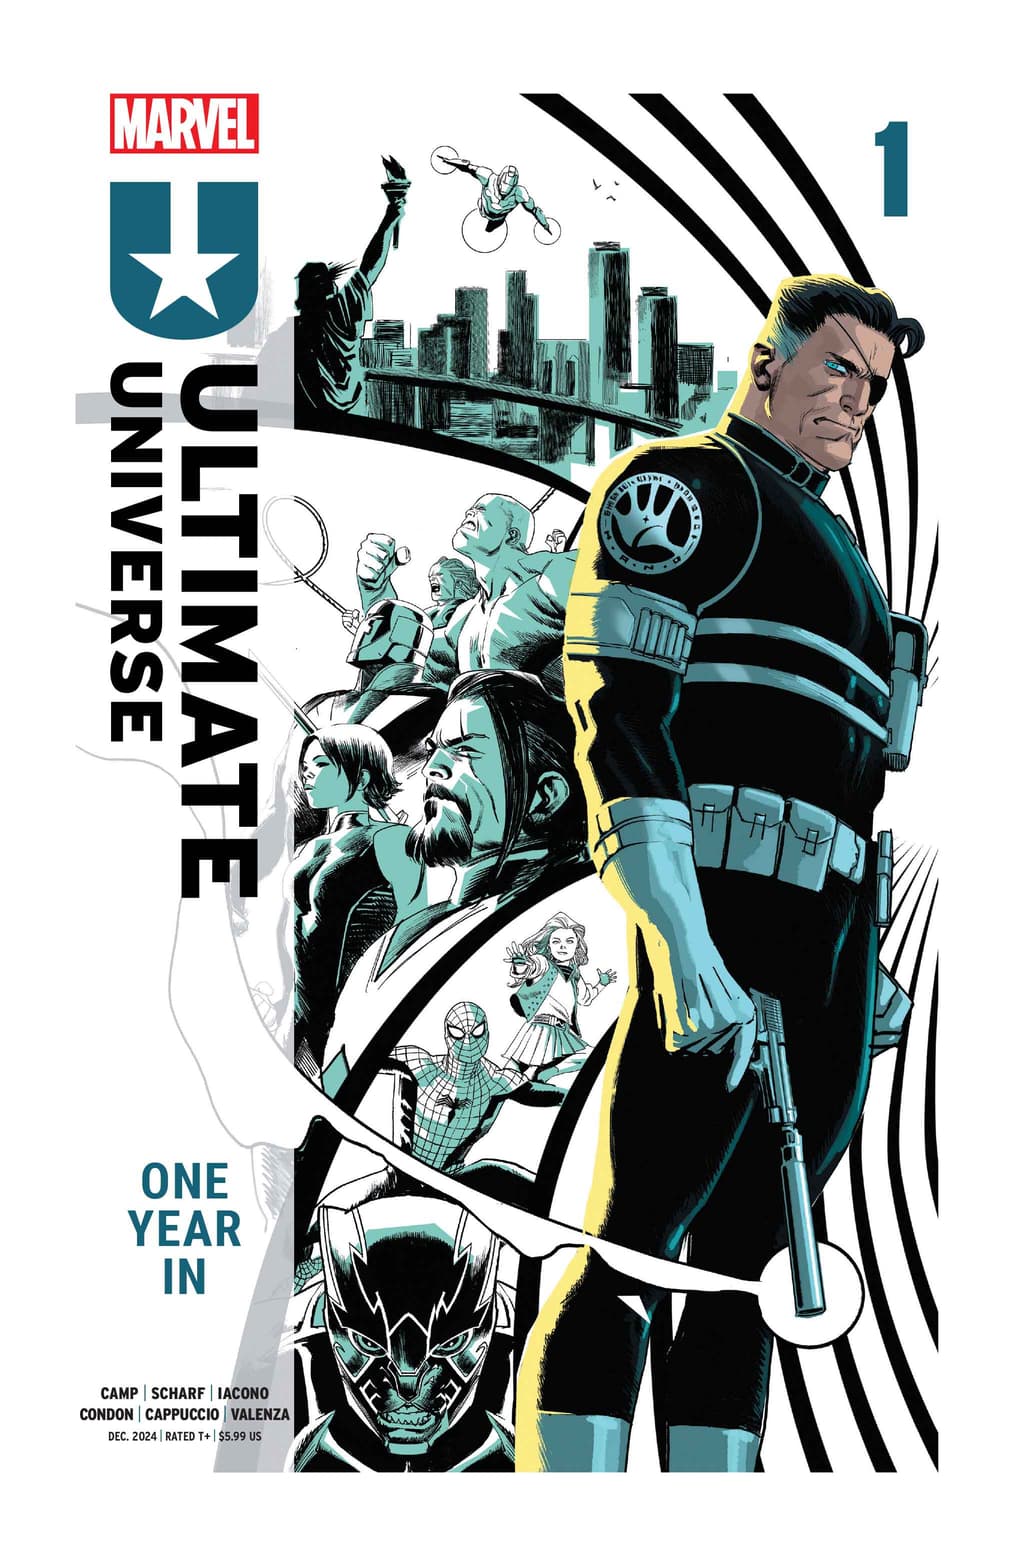 MARVEL
1
ULTIMATE
UNIVERSE
ONE
YEAR
IN
CAMP | SCHARF | IACONO
CONDON | CAPPUCCIO | VALENZA
DEC. 2024 | RATED T+ | $5.99 US
H.A.N.D.